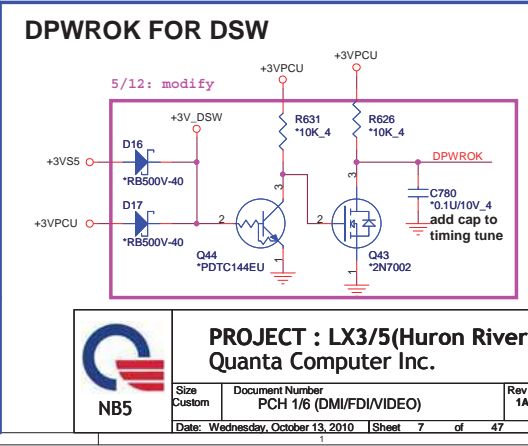 DPWROK FOR DSW
+3VPCU
+3VPCU
5/12: modify
+3V_DSW
R631
*10K_4
R626
*10K_4
D16
+3VS5
*RB500V-40
DPWROK
3
3
D17
+3VPCU
*RB500V-40
2
2
C780
*0.1U/10V_4
add cap to
timing tune
Q44
*PDTC144EU
1
Q43
*2N7002
1
PROJECT : LX3/5(Huron River
Quanta Computer Inc.
NB5
Size
Custom
Document Number
PCH 1/6 (DMI/FDI/VIDEO)
Rev
1A
Date: Wednesday, October 13, 2010
Sheet 7 of 47
1